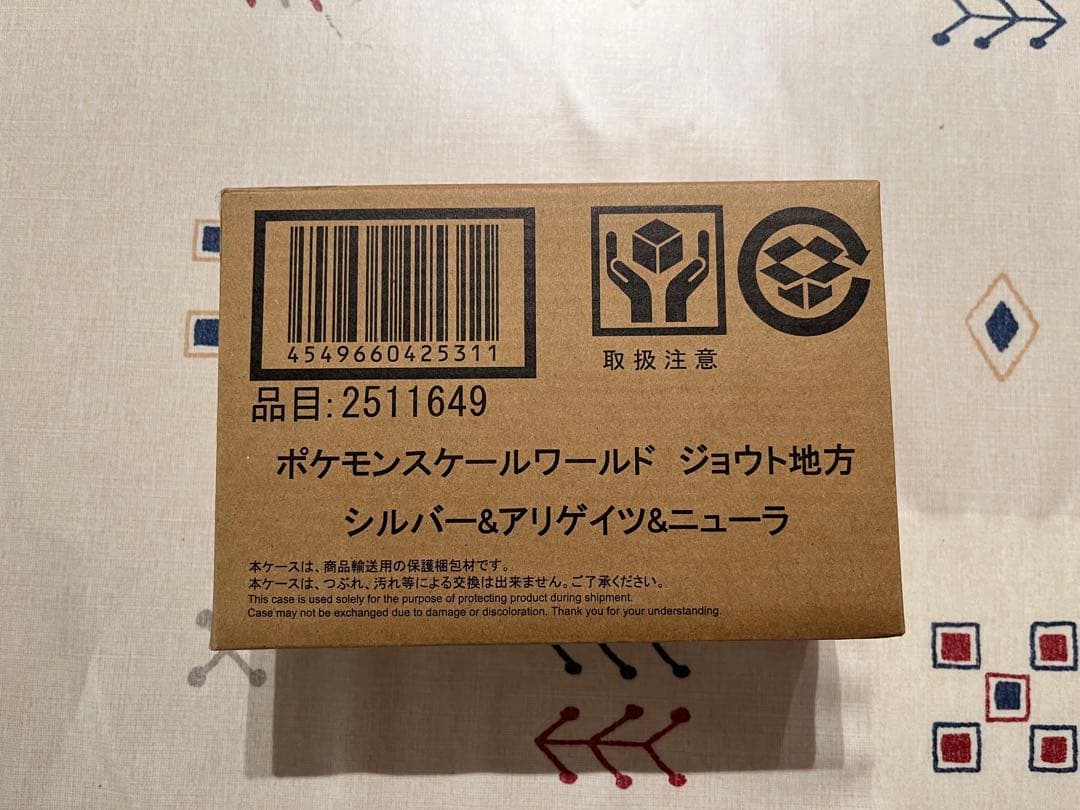 4549660425311
取扱注意
品目:2511649
ポケモンスケールワールド ジョウト地方
シルバー&アリゲイツ&ニューラ
本ケースは、商品輸送用の保護梱包材です。
本ケースは、つぶれ、汚れ等による交換は出来ません。ご了承ください。
This case is used solely for the purpose of protecting product during shipment.
Case may not be exchanged due to damage or discoloration. Thank you for your understanding.